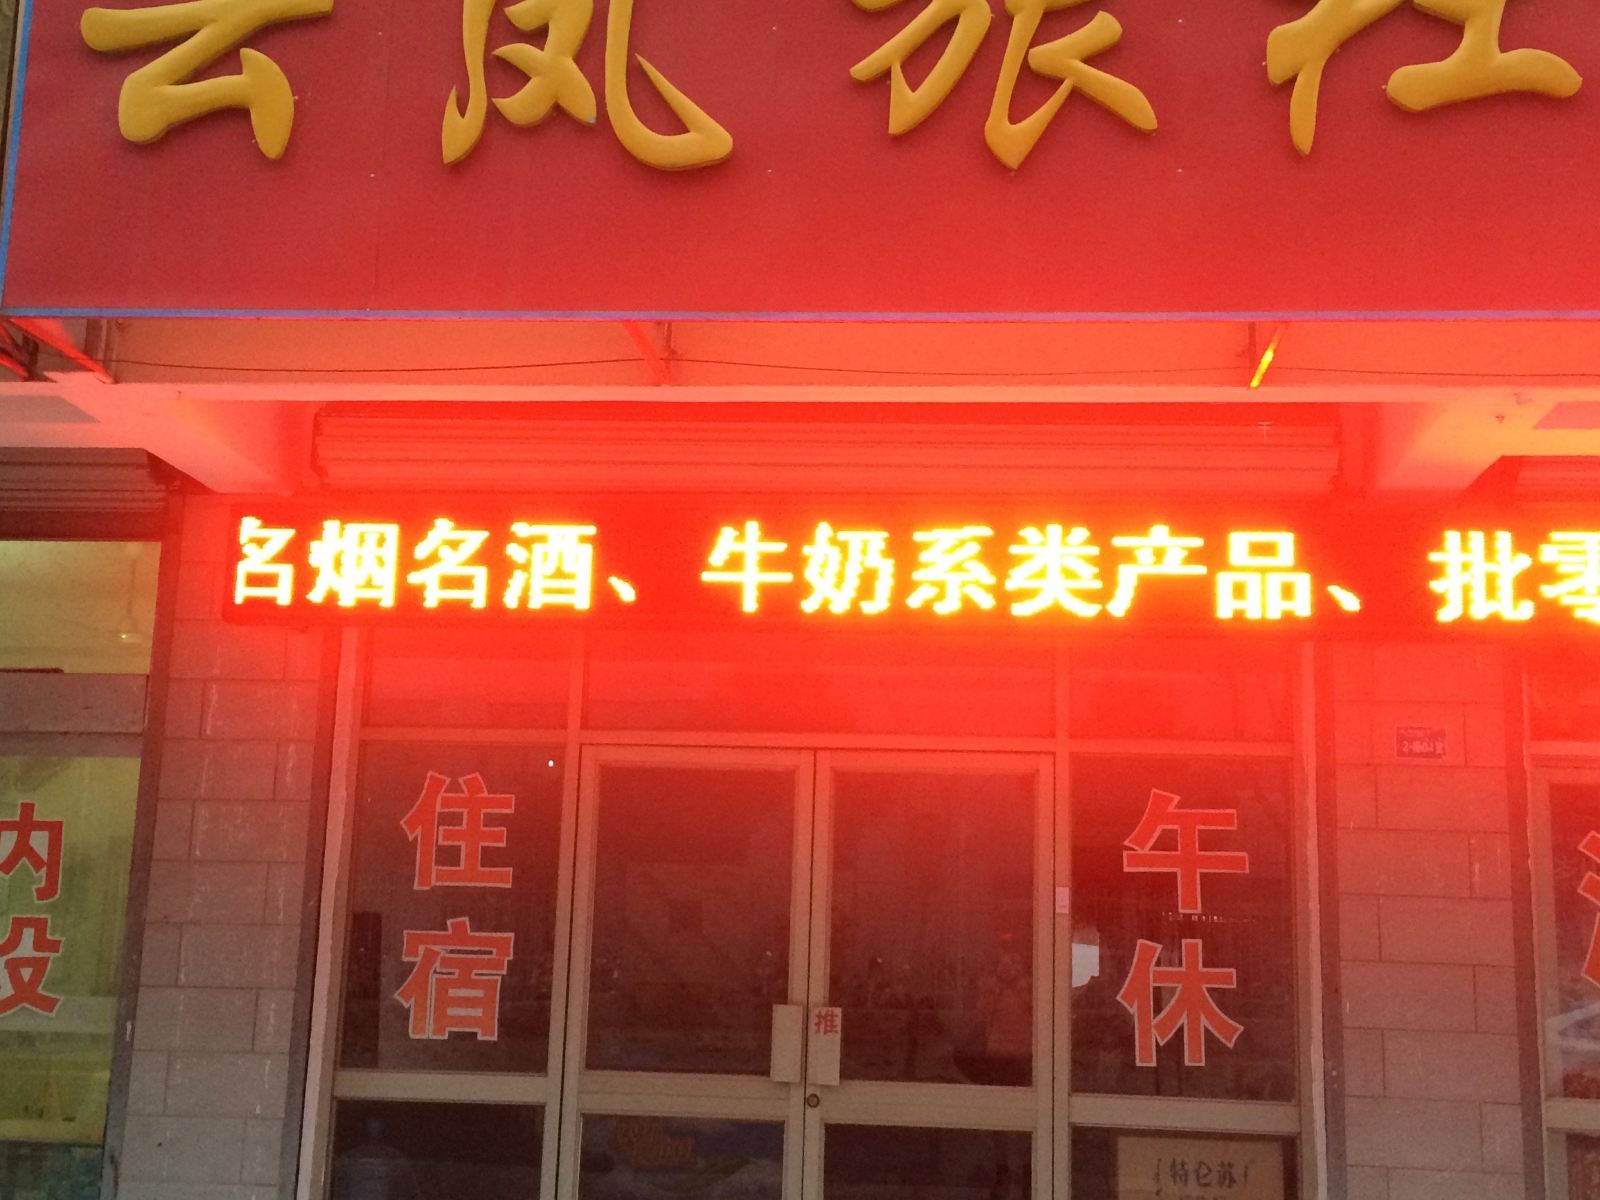 云凤旅社
名烟名酒、牛奶系类产品、批零
住宿
午休
内设
推
特仑苏